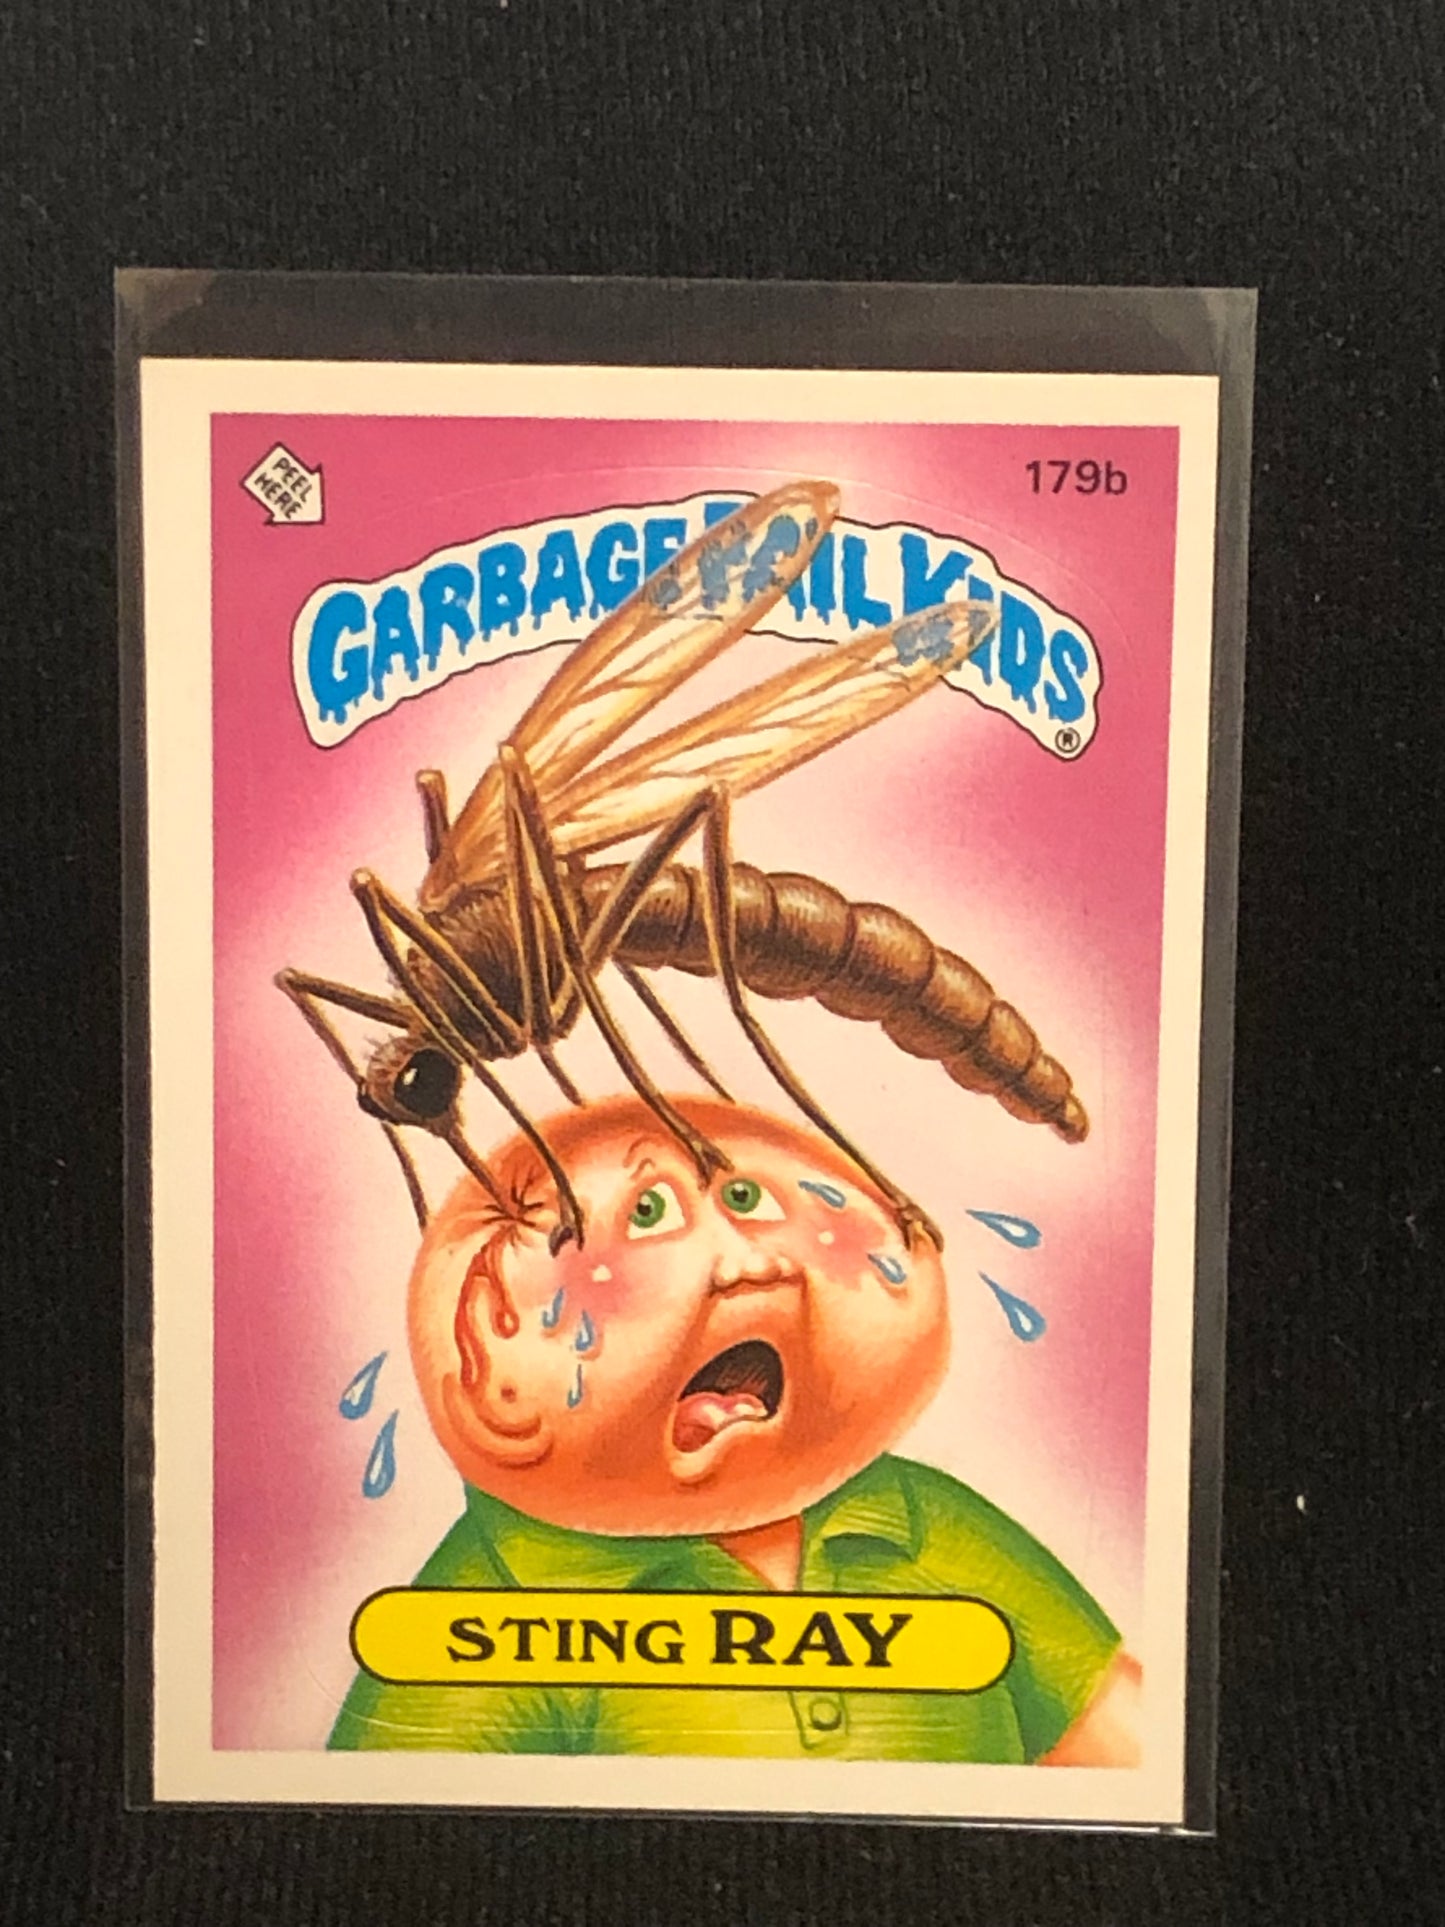 PEEL
HERE
179b
GARBAGE PAIL KIDS
®
STING RAY